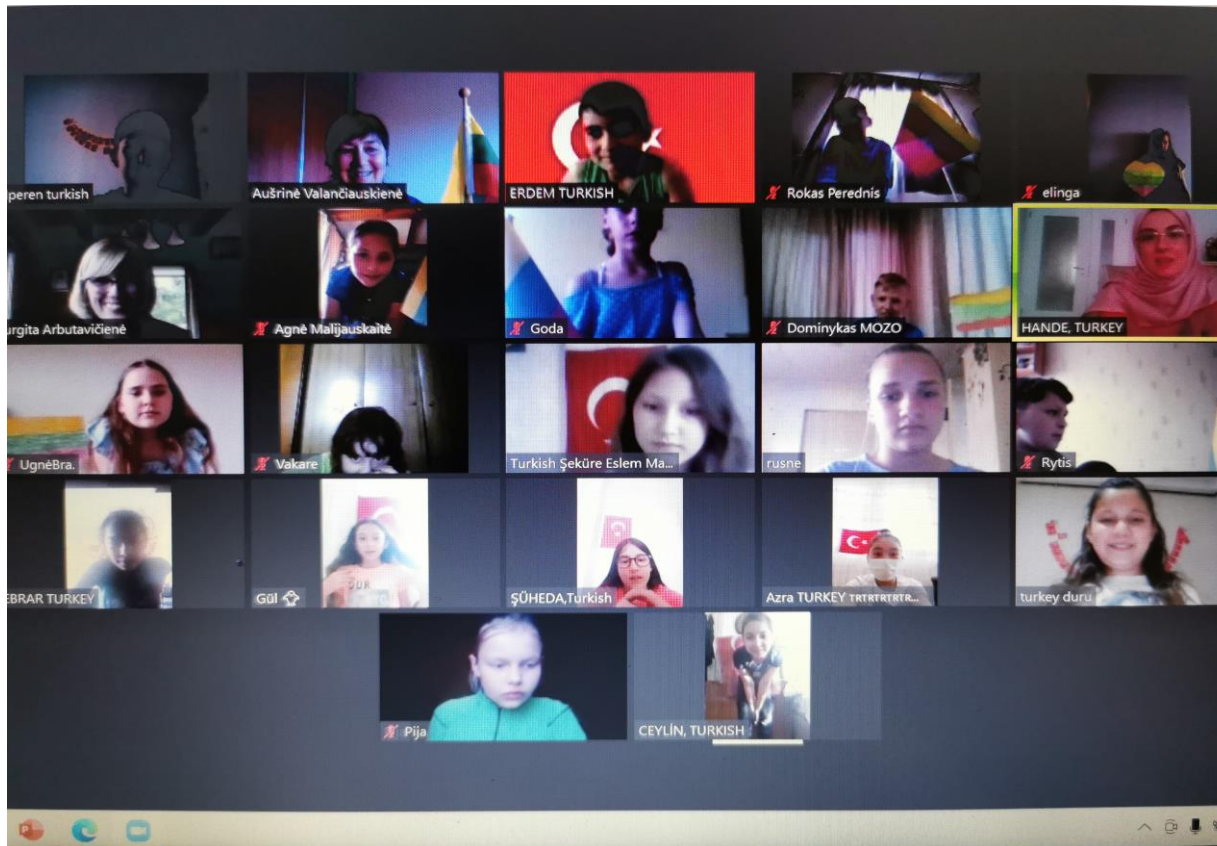 peren turkish
Aušrinė Valančiauskienė
ERDEM TURKISH
Rokas Perednis
elinga
urgita Arbutavičienė
Agnė Malijauskaitė
Goda
Dominykas MOZO
HANDE, TURKEY
UgnėBra.
Vakare
Turkish Şeküre Eslem Ma...
rusne
Rytis
EBRAR TURKEY
Gül
ŞÜHEDA,Turkish
Azra TURKEY TRTRTRTRTR...
turkey duru
Pija
CEYLİN, TURKISH